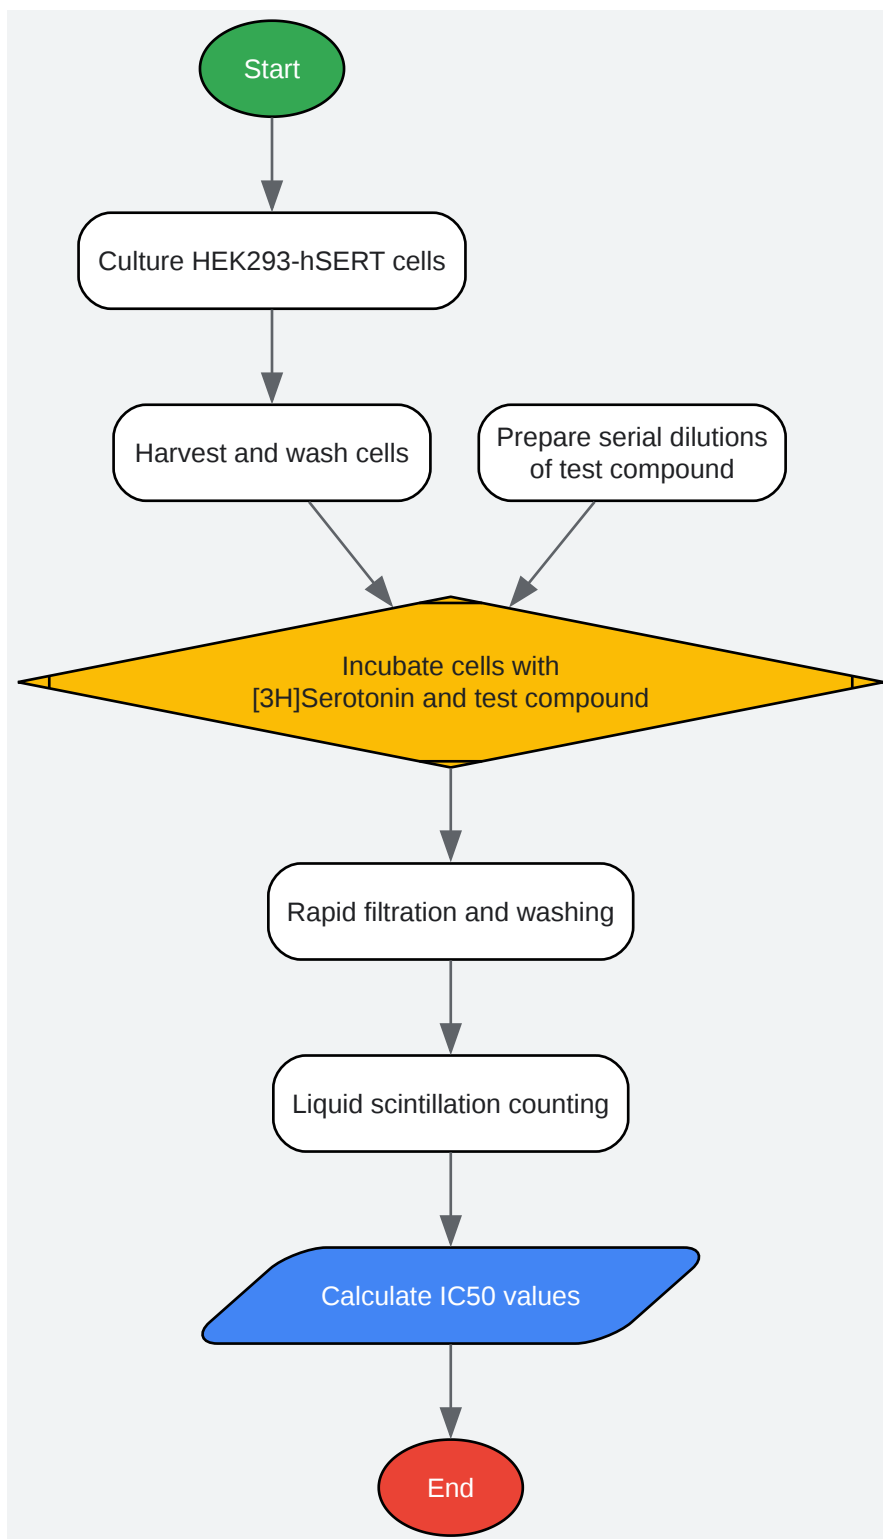 Start
Culture HEK293-hSERT cells
Harvest and wash cells
Prepare serial dilutions
of test compound
Incubate cells with
[3H]Serotonin and test compound
Rapid filtration and washing
Liquid scintillation counting
Calculate IC50 values
End